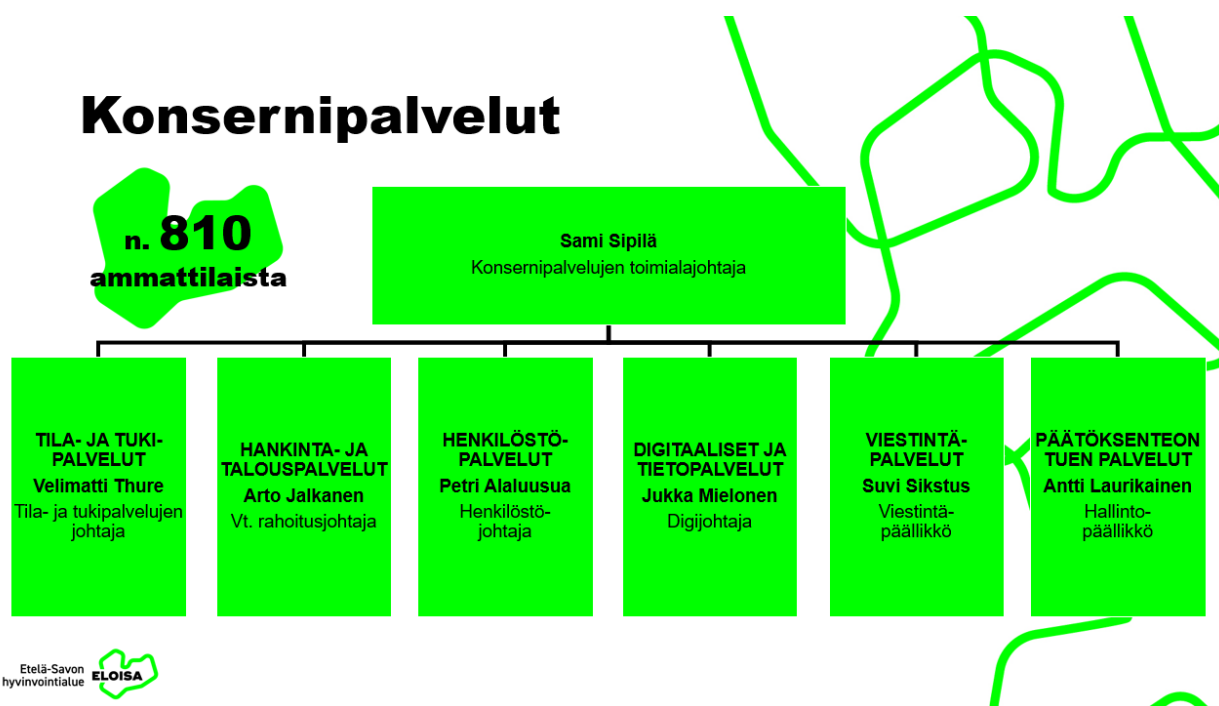 Konsernipalvelut
n. 810
ammattilaista
Sami Sipilä
Konsernipalvelujen toimialajohtaja
TILA- JA TUKI-
PALVELUT
Velimatti Thure
Tila- ja tukipalvelujen
johtaja
HANKINTA- JA
TALOUSPALVELUT
Arto Jalkanen
Vt. rahoitusjohtaja
HENKILÖSTÖ-
PALVELUT
Petri Alaluusua
Henkilöstö-
johtaja
DIGITAALISET JA
TIETOPALVELUT
Jukka Mielonen
Digijohtaja
VIESTINTÄ-
PALVELUT
Suvi Sikstus
Viestintä-
päällikkö
PÄÄTÖKSENTEON
TUEN PALVELUT
Antti Laurikainen
Hallinto-
päällikkö
Etelä-Savon
hyvinvointialue
ELOISA